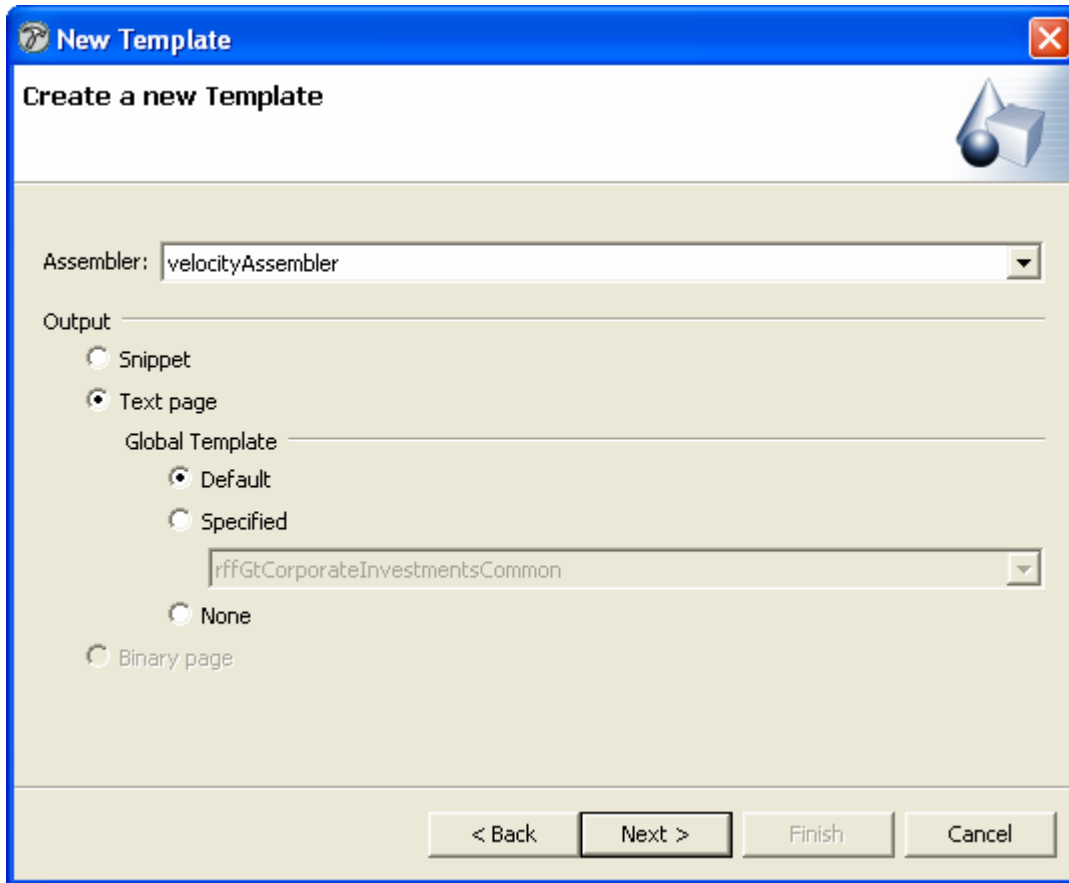 New Template
Create a new Template
Assembler: velocityAssembler
Output
Snippet
Text page
Global Template
Default
Specified
rffGtCorporateInvestmentsCommon
None
Binary page
< Back Next > Finish Cancel